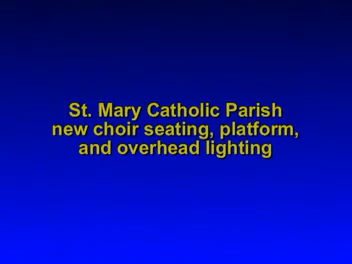 St. Mary Catholic Parish
new choir seating, platform,
and overhead lighting